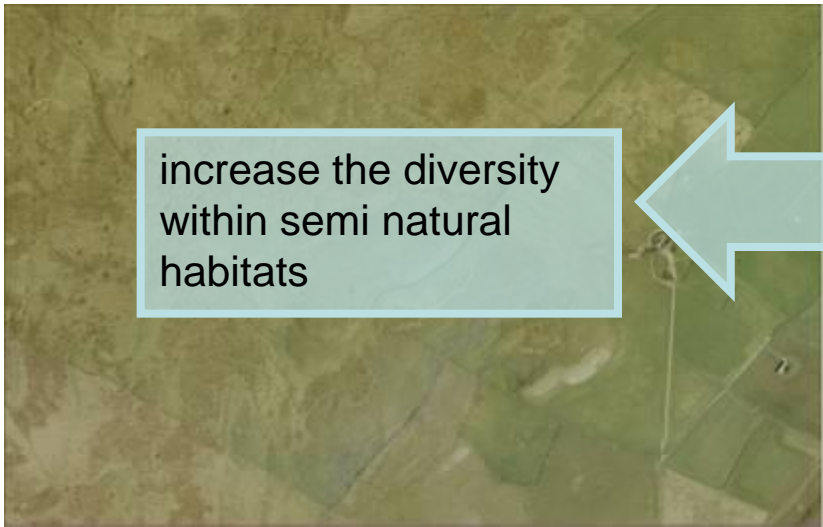 increase the diversity
within semi natural
habitats